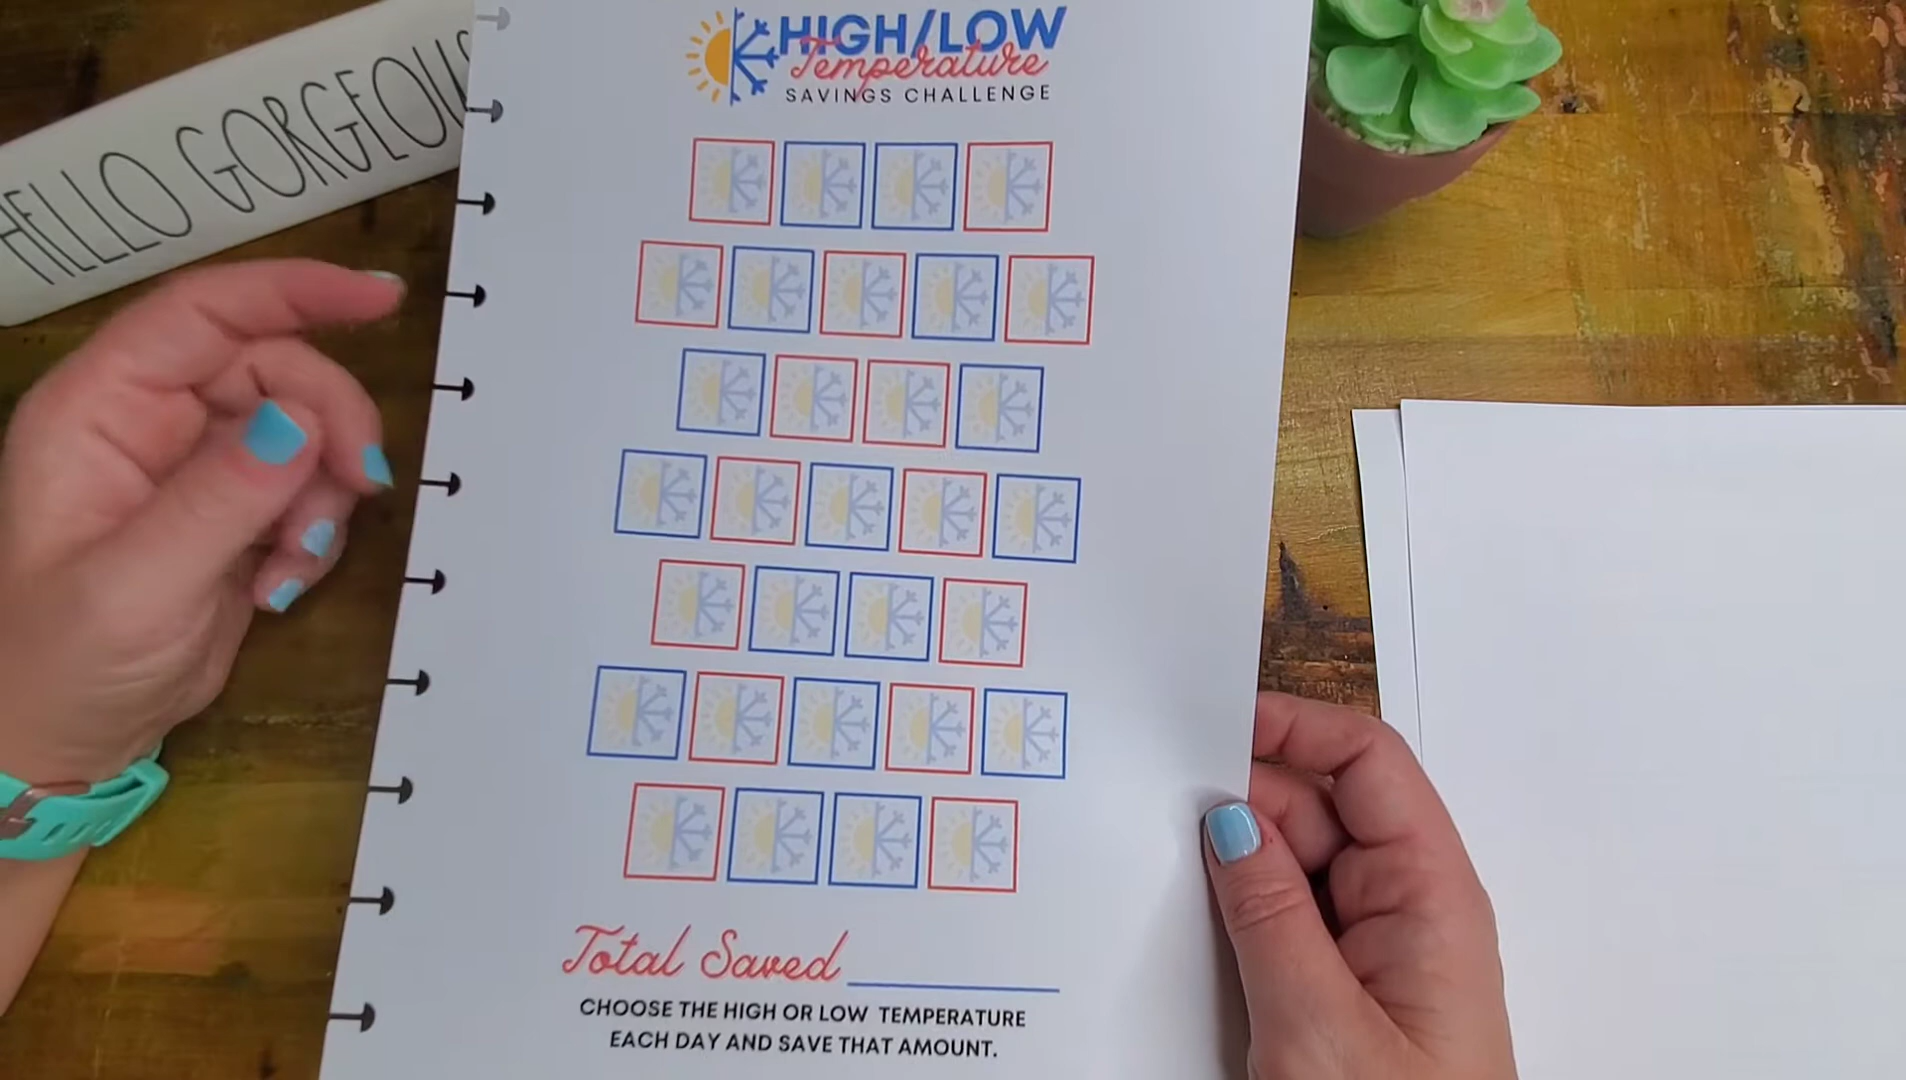 HELLO GORGEOUS
HIGH/LOW
Temperature
SAVINGS CHALLENGE
Total Saved
CHOOSE THE HIGH OR LOW TEMPERATURE
EACH DAY AND SAVE THAT AMOUNT.